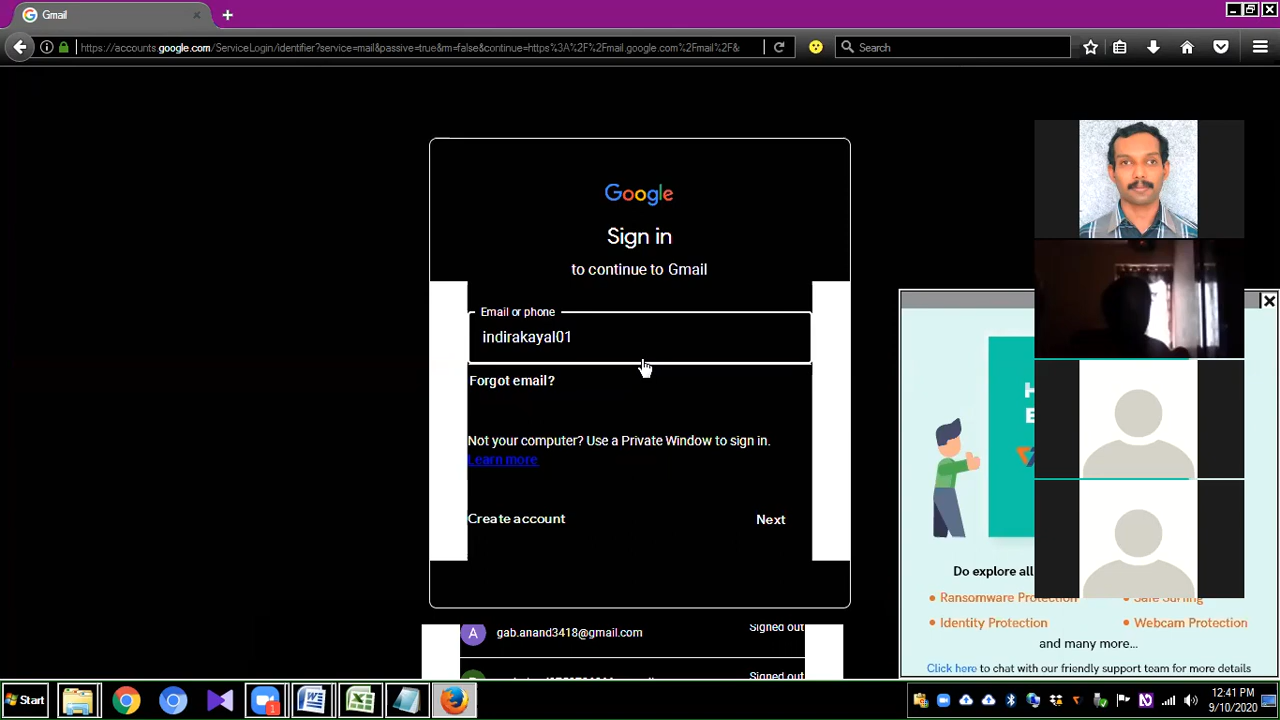 Gmail
https://accounts.google.com/ServiceLogin/identifier?service=mail&passive=true&rm=false&continue=https%3A%2F%2Fmail.google.com%2Fmail%2F&
Search
Google
Sign in
to continue to Gmail
Email or phone
indirakayal01
Forgot email?
Not your computer? Use a Private Window to sign in.
Learn more
Create account
Next
A
gab.anand3418@gmail.com
Signed out
Signed out
H
E
Do explore all
• Ransomware Protection
• Safe Surfing
• Identity Protection
• Webcam Protection
and many more...
Click here to chat with our friendly support team for more details
Start
1
12:41 PM
9/10/2020